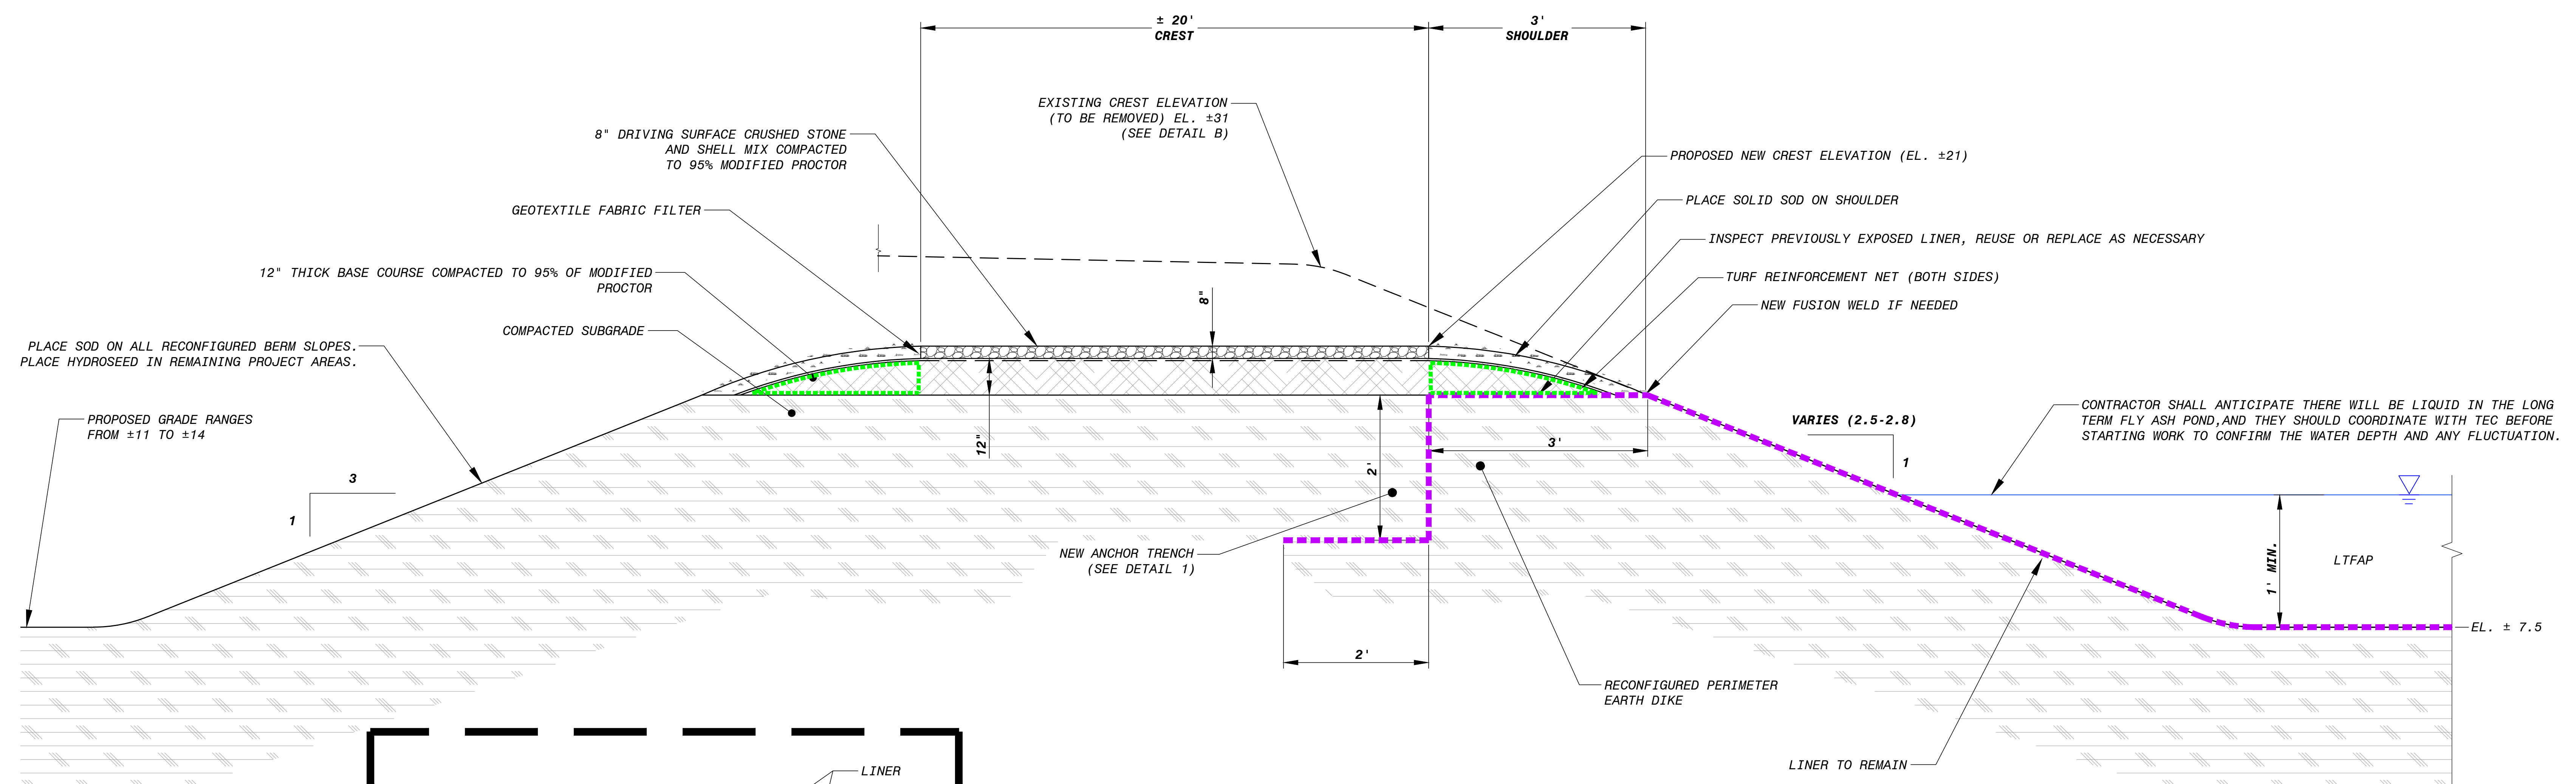 ± 20'
CREST
3'
SHOULDER
EXISTING CREST ELEVATION
(TO BE REMOVED) EL. ±31
(SEE DETAIL B)
8" DRIVING SURFACE CRUSHED STONE
AND SHELL MIX COMPACTED
TO 95% MODIFIED PROCTOR
PROPOSED NEW CREST ELEVATION (EL. ±21)
PLACE SOLID SOD ON SHOULDER
GEOTEXTILE FABRIC FILTER
INSPECT PREVIOUSLY EXPOSED LINER, REUSE OR REPLACE AS NECESSARY
12" THICK BASE COURSE COMPACTED TO 95% OF MODIFIED
PROCTOR
TURF REINFORCEMENT NET (BOTH SIDES)
8"
NEW FUSION WELD IF NEEDED
COMPACTED SUBGRADE
PLACE SOD ON ALL RECONFIGURED BERM SLOPES.
PLACE HYDROSEED IN REMAINING PROJECT AREAS.
PROPOSED GRADE RANGES
FROM ±11 TO ±14
CONTRACTOR SHALL ANTICIPATE THERE WILL BE LIQUID IN THE LONG
TERM FLY ASH POND,AND THEY SHOULD COORDINATE WITH TEC BEFORE
STARTING WORK TO CONFIRM THE WATER DEPTH AND ANY FLUCTUATION.
VARIES (2.5-2.8)
1
12"
3'
2'
3
1
NEW ANCHOR TRENCH
(SEE DETAIL 1)
1' MIN.
LTFAP
EL. ± 7.5
2'
RECONFIGURED PERIMETER
EARTH DIKE
LINER TO REMAIN
LINER